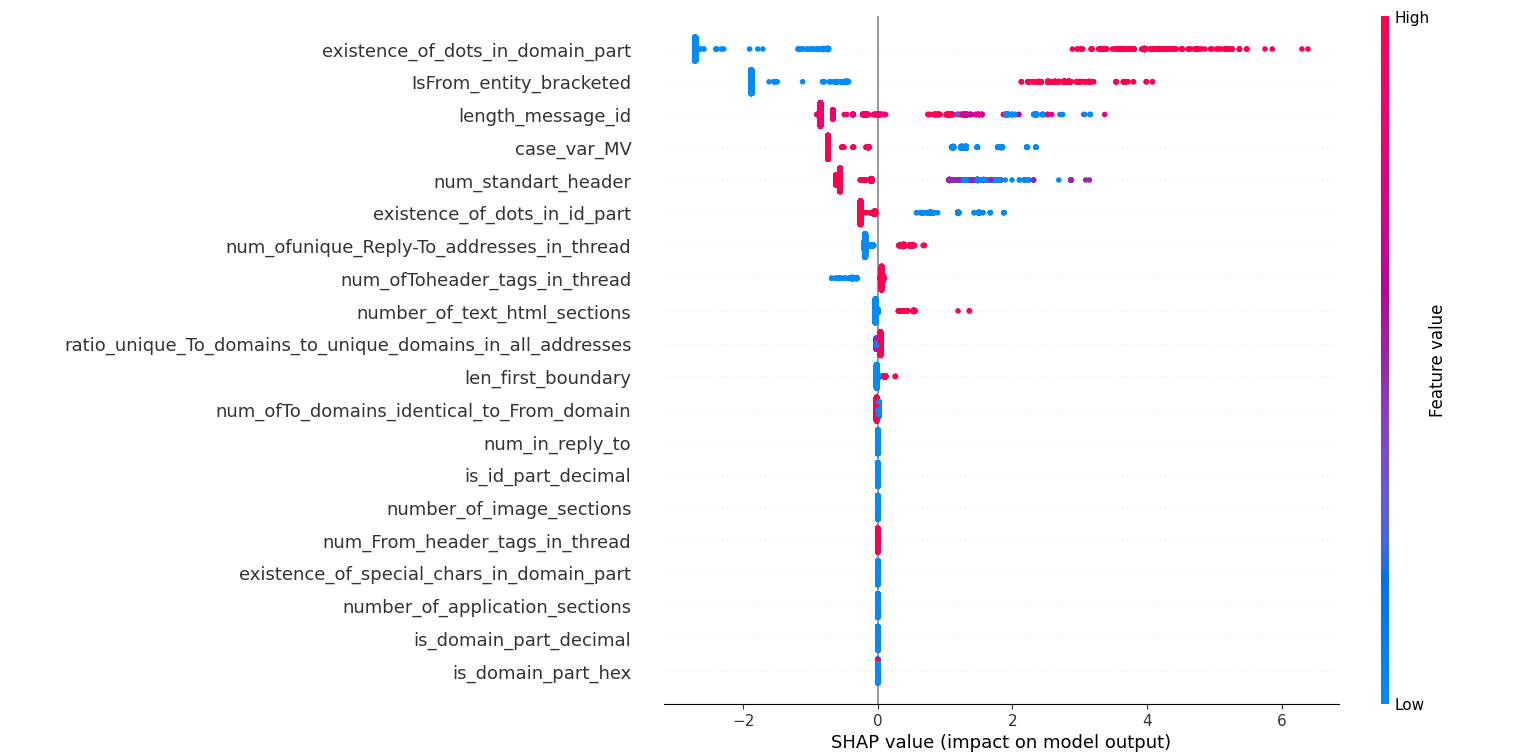 High
existence_of_dots_in_domain_part
IsFrom_entity_bracketed
length_message_id
case_var_MV
num_standart_header
existence_of_dots_in_id_part
num_ofunique_Reply-To_addresses_in_thread
num_ofToheader_tags_in_thread
number_of_text_html_sections
ratio_unique_To_domains_to_unique_domains_in_all_addresses
len_first_boundary
num_ofTo_domains_identical_to_From_domain
num_in_reply_to
is_id_part_decimal
number_of_image_sections
num_From_header_tags_in_thread
existence_of_special_chars_in_domain_part
number_of_application_sections
is_domain_part_decimal
is_domain_part_hex
Feature value
Low
−2 0 2 4 6
SHAP value (impact on model output)